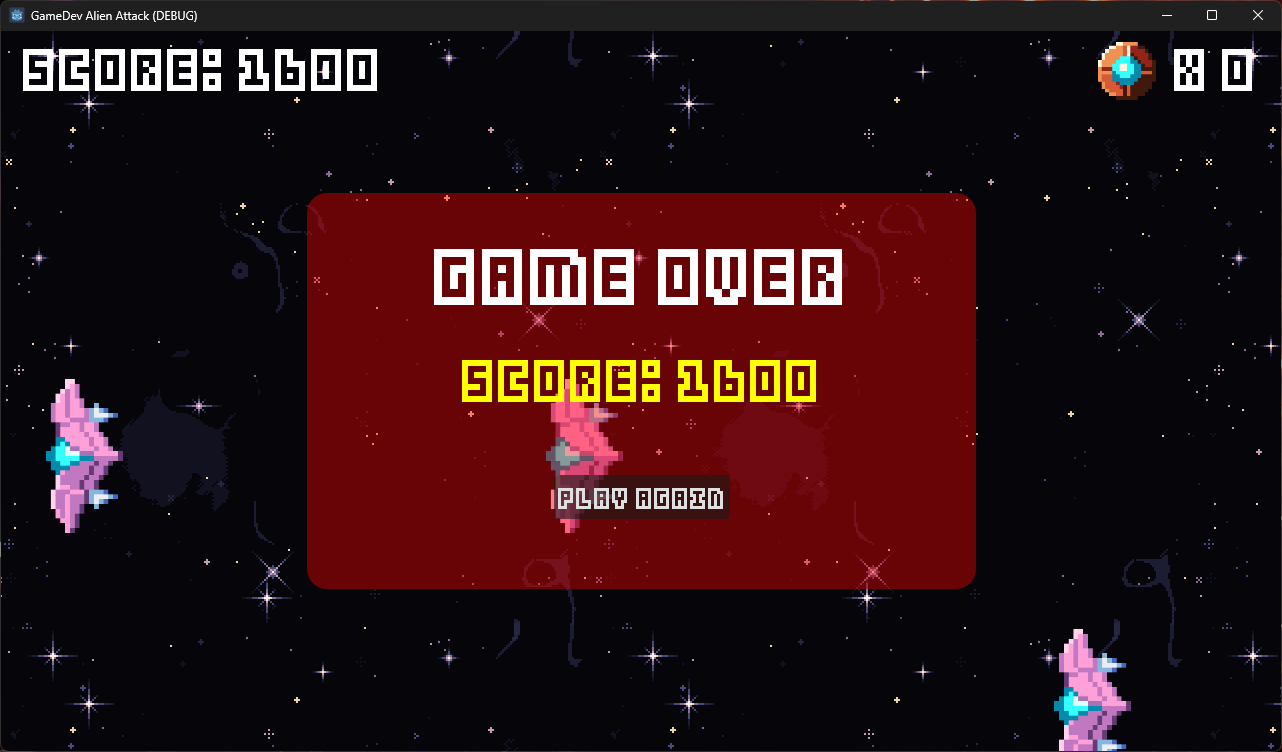 GameDev Alien Attack (DEBUG)
SCORE: 1600
X 0
GAME OVER
SCORE: 1600
PLAY AGAIN